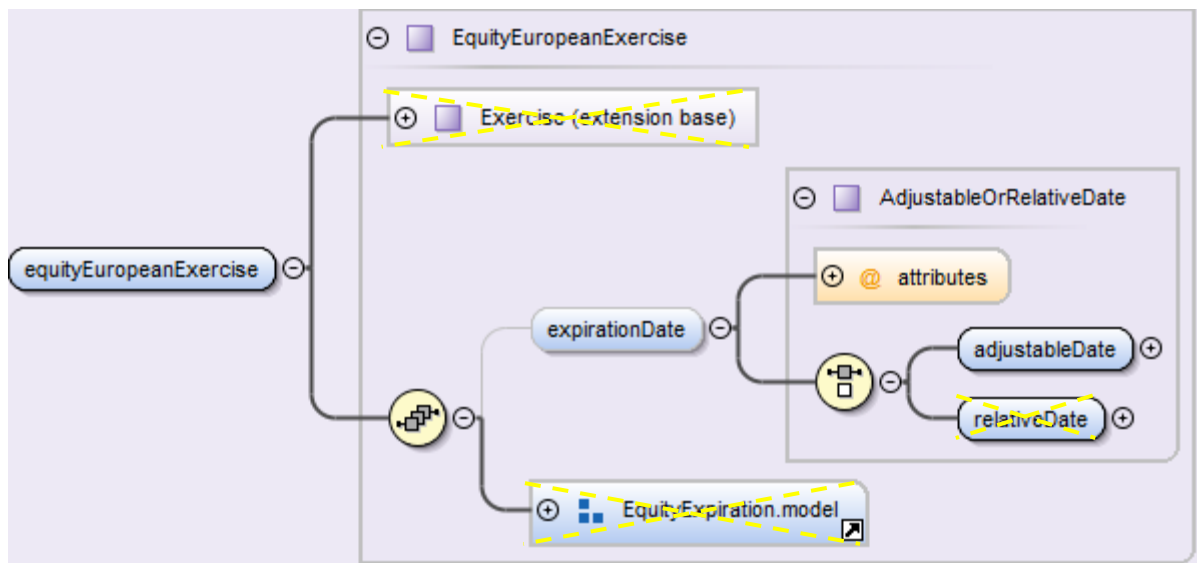 EquityEuropeanExercise
Exercise (extension base)
AdjustableOrRelativeDate
@ attributes
equityEuropeanExercise
expirationDate
adjustableDate
relativeDate
EquityExpiration.model